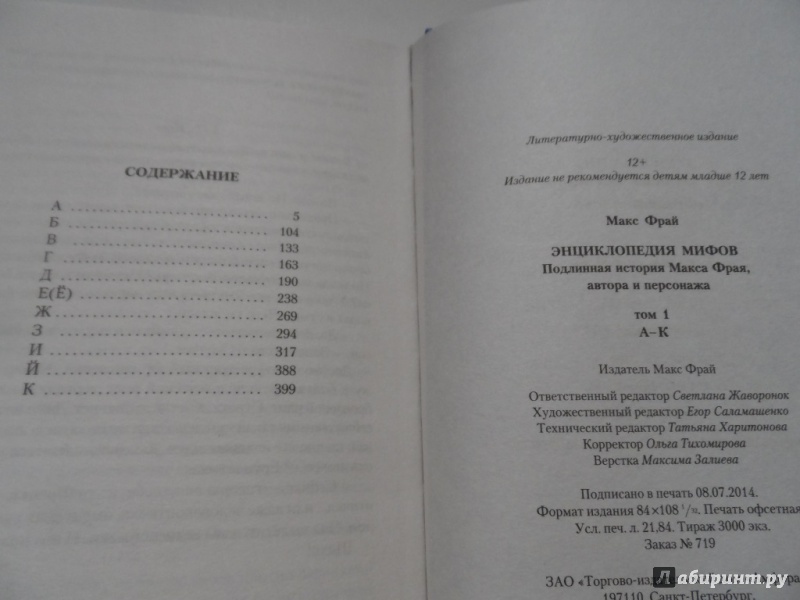 СОДЕРЖАНИЕ
А .............................. 5
Б .............................. 104
В .............................. 133
Г .............................. 163
Д .............................. 190
Е(Ё) .............................. 238
Ж .............................. 269
З .............................. 294
И .............................. 317
Й .............................. 388
К .............................. 399
Литературно-художественное издание
12+
Издание не рекомендуется детям младше 12 лет
Макс Фрай
ЭНЦИКЛОПЕДИЯ МИФОВ
Подлинная история Макса Фрая,
автора и персонажа
том 1
А–К
Издатель Макс Фрай
Ответственный редактор Светлана Жаворонок
Художественный редактор Егор Саламашенко
Технический редактор Татьяна Харитонова
Корректор Ольга Тихомирова
Верстка Максима Залиева
Подписано в печать 08.07.2014.
Формат издания 84×108 1/32. Печать офсетная
Усл. печ. л. 21,84. Тираж 3000 экз.
Заказ № 719
ЗАО «Торгово-изд
197110, Санкт-Петербург,
Лабиринт.ру